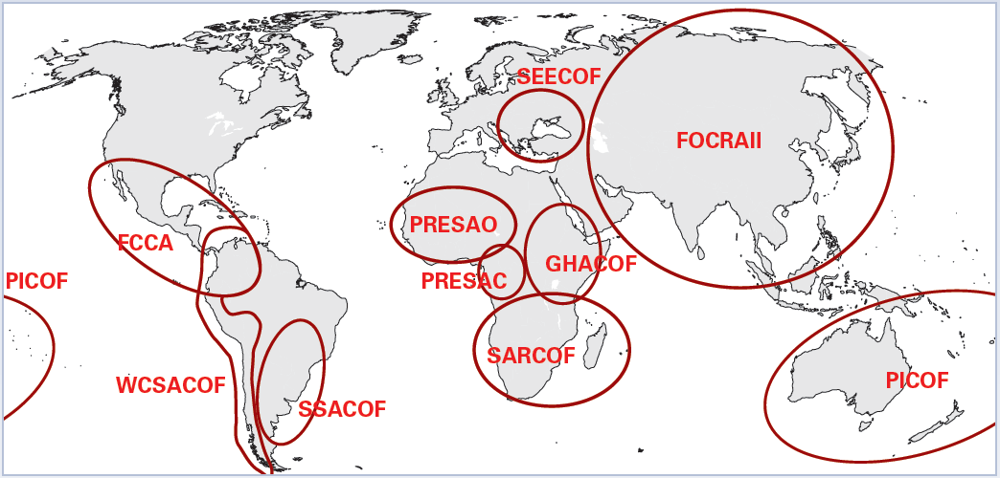 SEECOF
FOCRAII
PRESAO
FCCA
GHACOF
PICOF
PRESAC
SARCOF
PICOF
WCSACOF
SSACOF